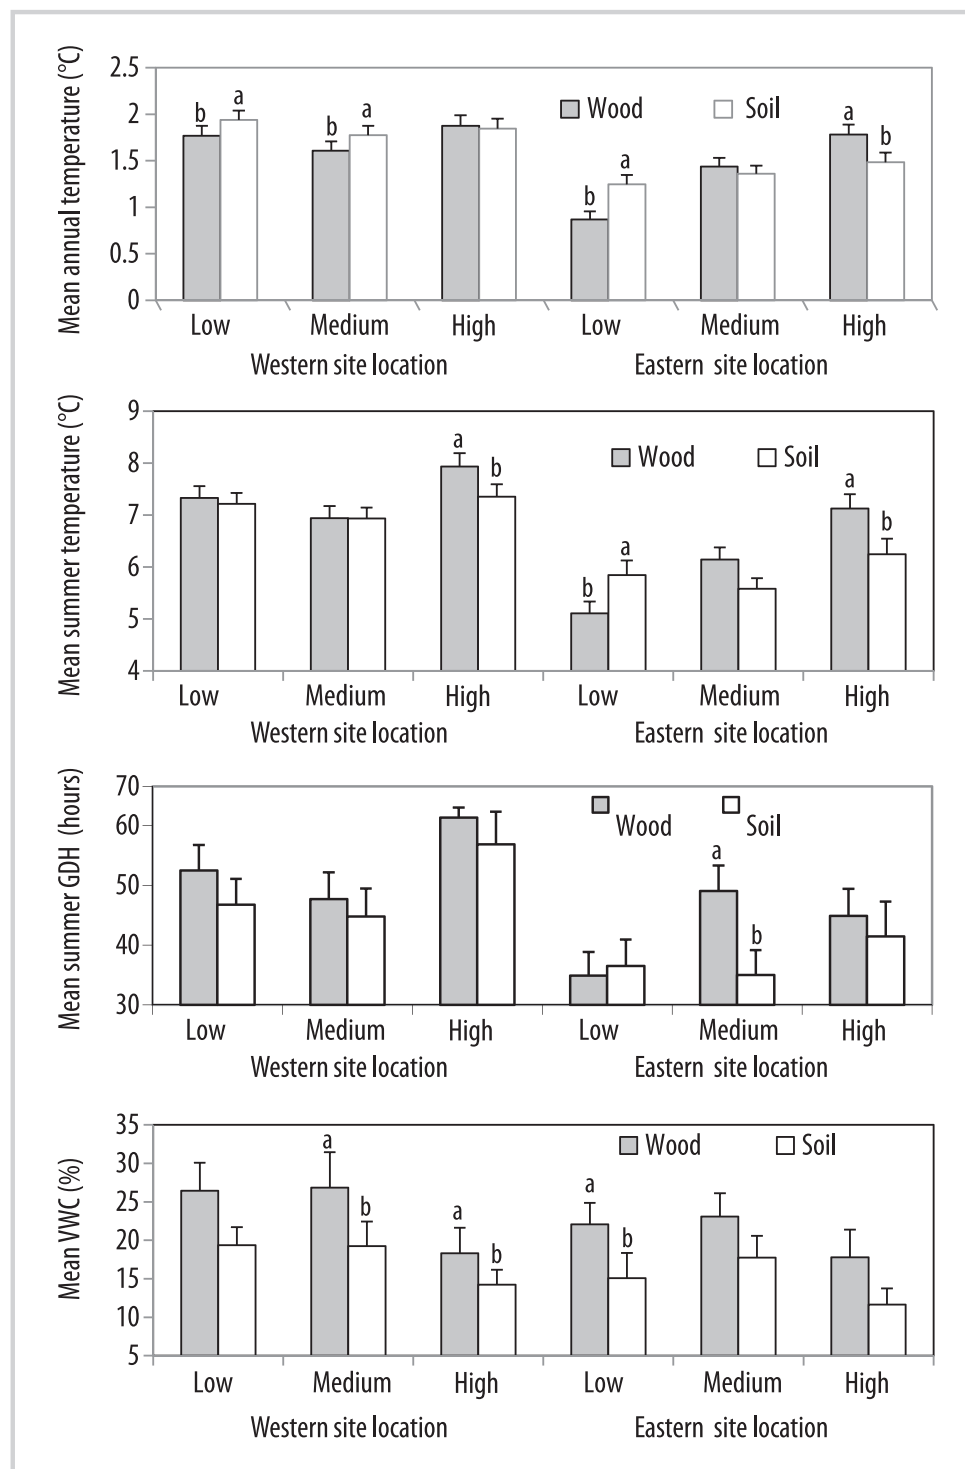 Mean annual temperature (°C)
2.5
2
1.5
1
0.5
0
b a b a b a a b
Wood Soil
Low Medium High Low Medium High
Western site location Eastern site location
Mean summer temperature (°C)
9
8
7
6
5
4
a b b a a b
Wood Soil
Low Medium High Low Medium High
Western site location Eastern site location
Mean summer GDH (hours)
70
60
50
40
30
a b
Wood Soil
Low Medium High Low Medium High
Western site location Eastern site location
Mean VWC (%)
35
30
25
20
15
10
5
a b a b a b
Wood Soil
Low Medium High Low Medium High
Western site location Eastern site location